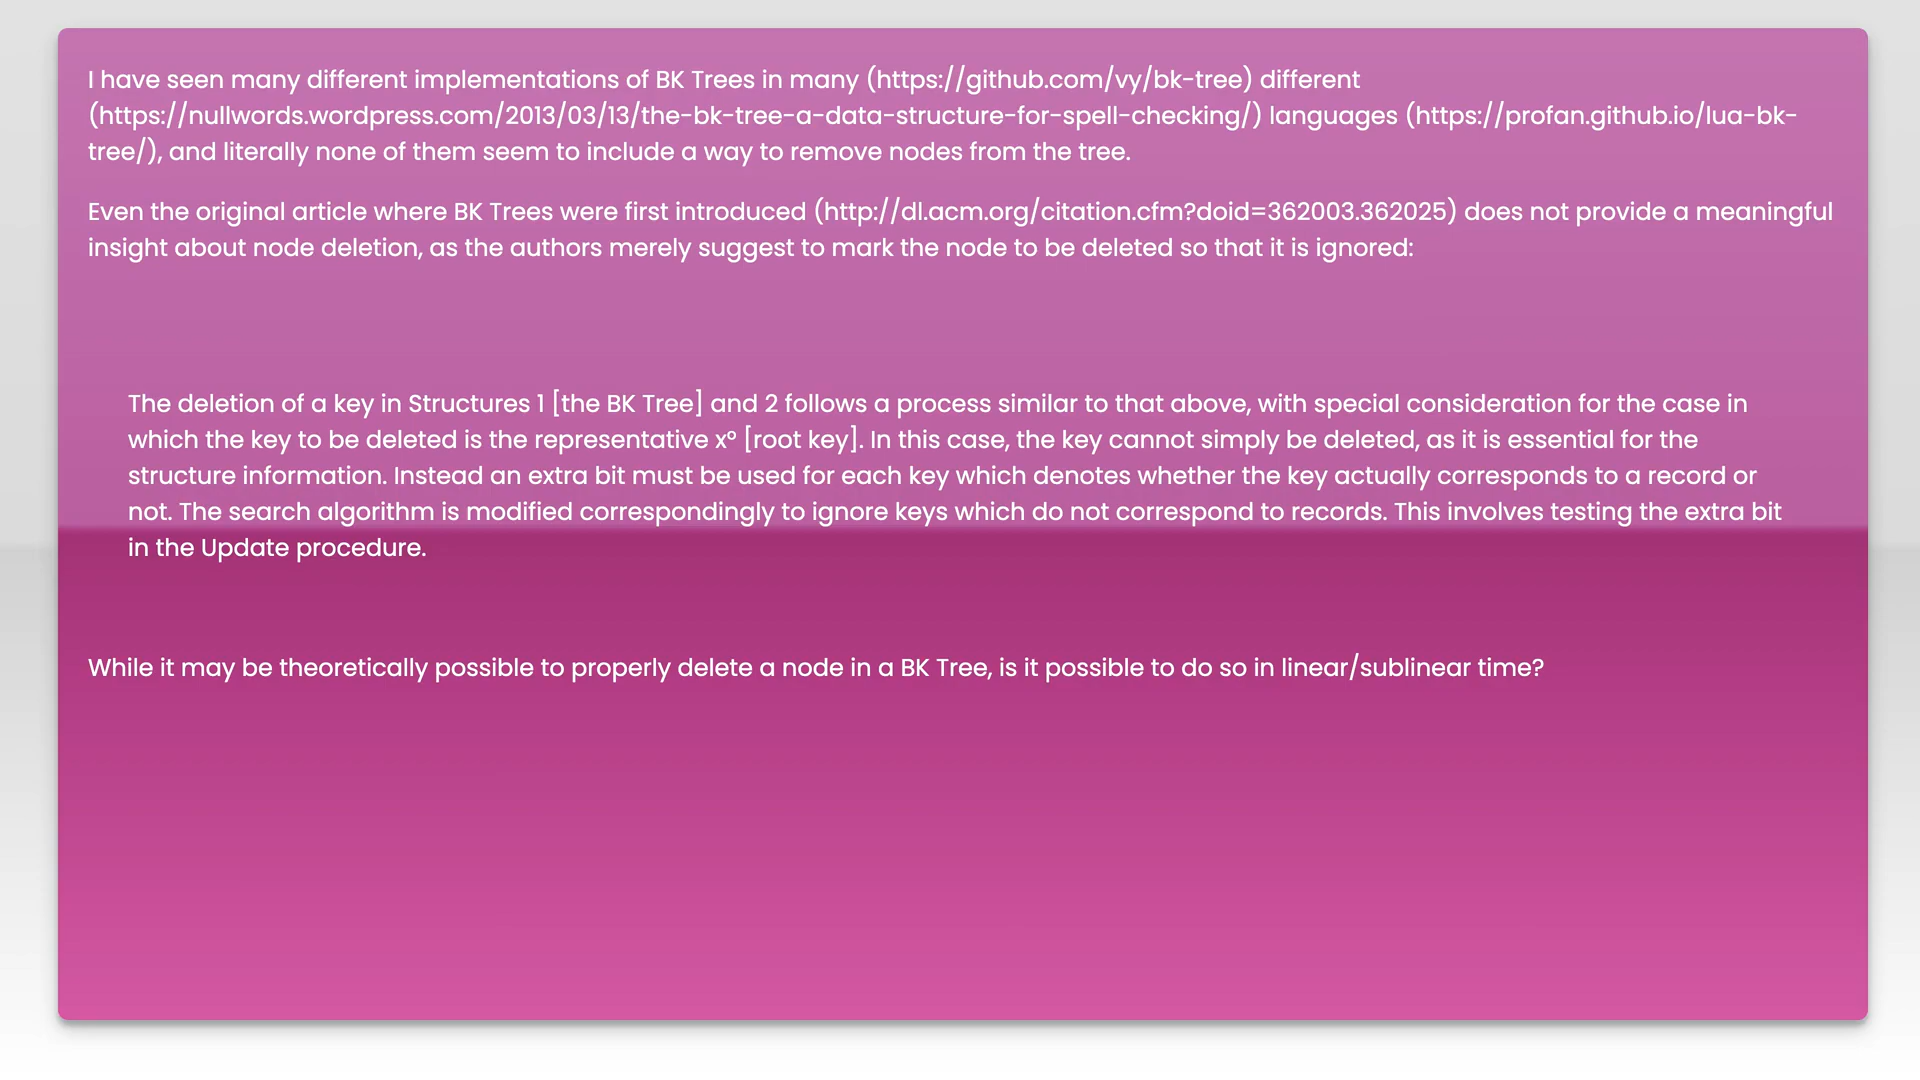 I have seen many different implementations of BK Trees in many (https://github.com/vy/bk-tree) different
(https://nullwords.wordpress.com/2013/03/13/the-bk-tree-a-data-structure-for-spell-checking/) languages (https://profan.github.io/lua-bk-
tree/), and literally none of them seem to include a way to remove nodes from the tree.
Even the original article where BK Trees were first introduced (http://dl.acm.org/citation.cfm?doid=362003.362025) does not provide a meaningful
insight about node deletion, as the authors merely suggest to mark the node to be deleted so that it is ignored:
The deletion of a key in Structures 1 [the BK Tree] and 2 follows a process similar to that above, with special consideration for the case in
which the key to be deleted is the representative x° [root key]. In this case, the key cannot simply be deleted, as it is essential for the
structure information. Instead an extra bit must be used for each key which denotes whether the key actually corresponds to a record or
not. The search algorithm is modified correspondingly to ignore keys which do not correspond to records. This involves testing the extra bit
in the Update procedure.
While it may be theoretically possible to properly delete a node in a BK Tree, is it possible to do so in linear/sublinear time?